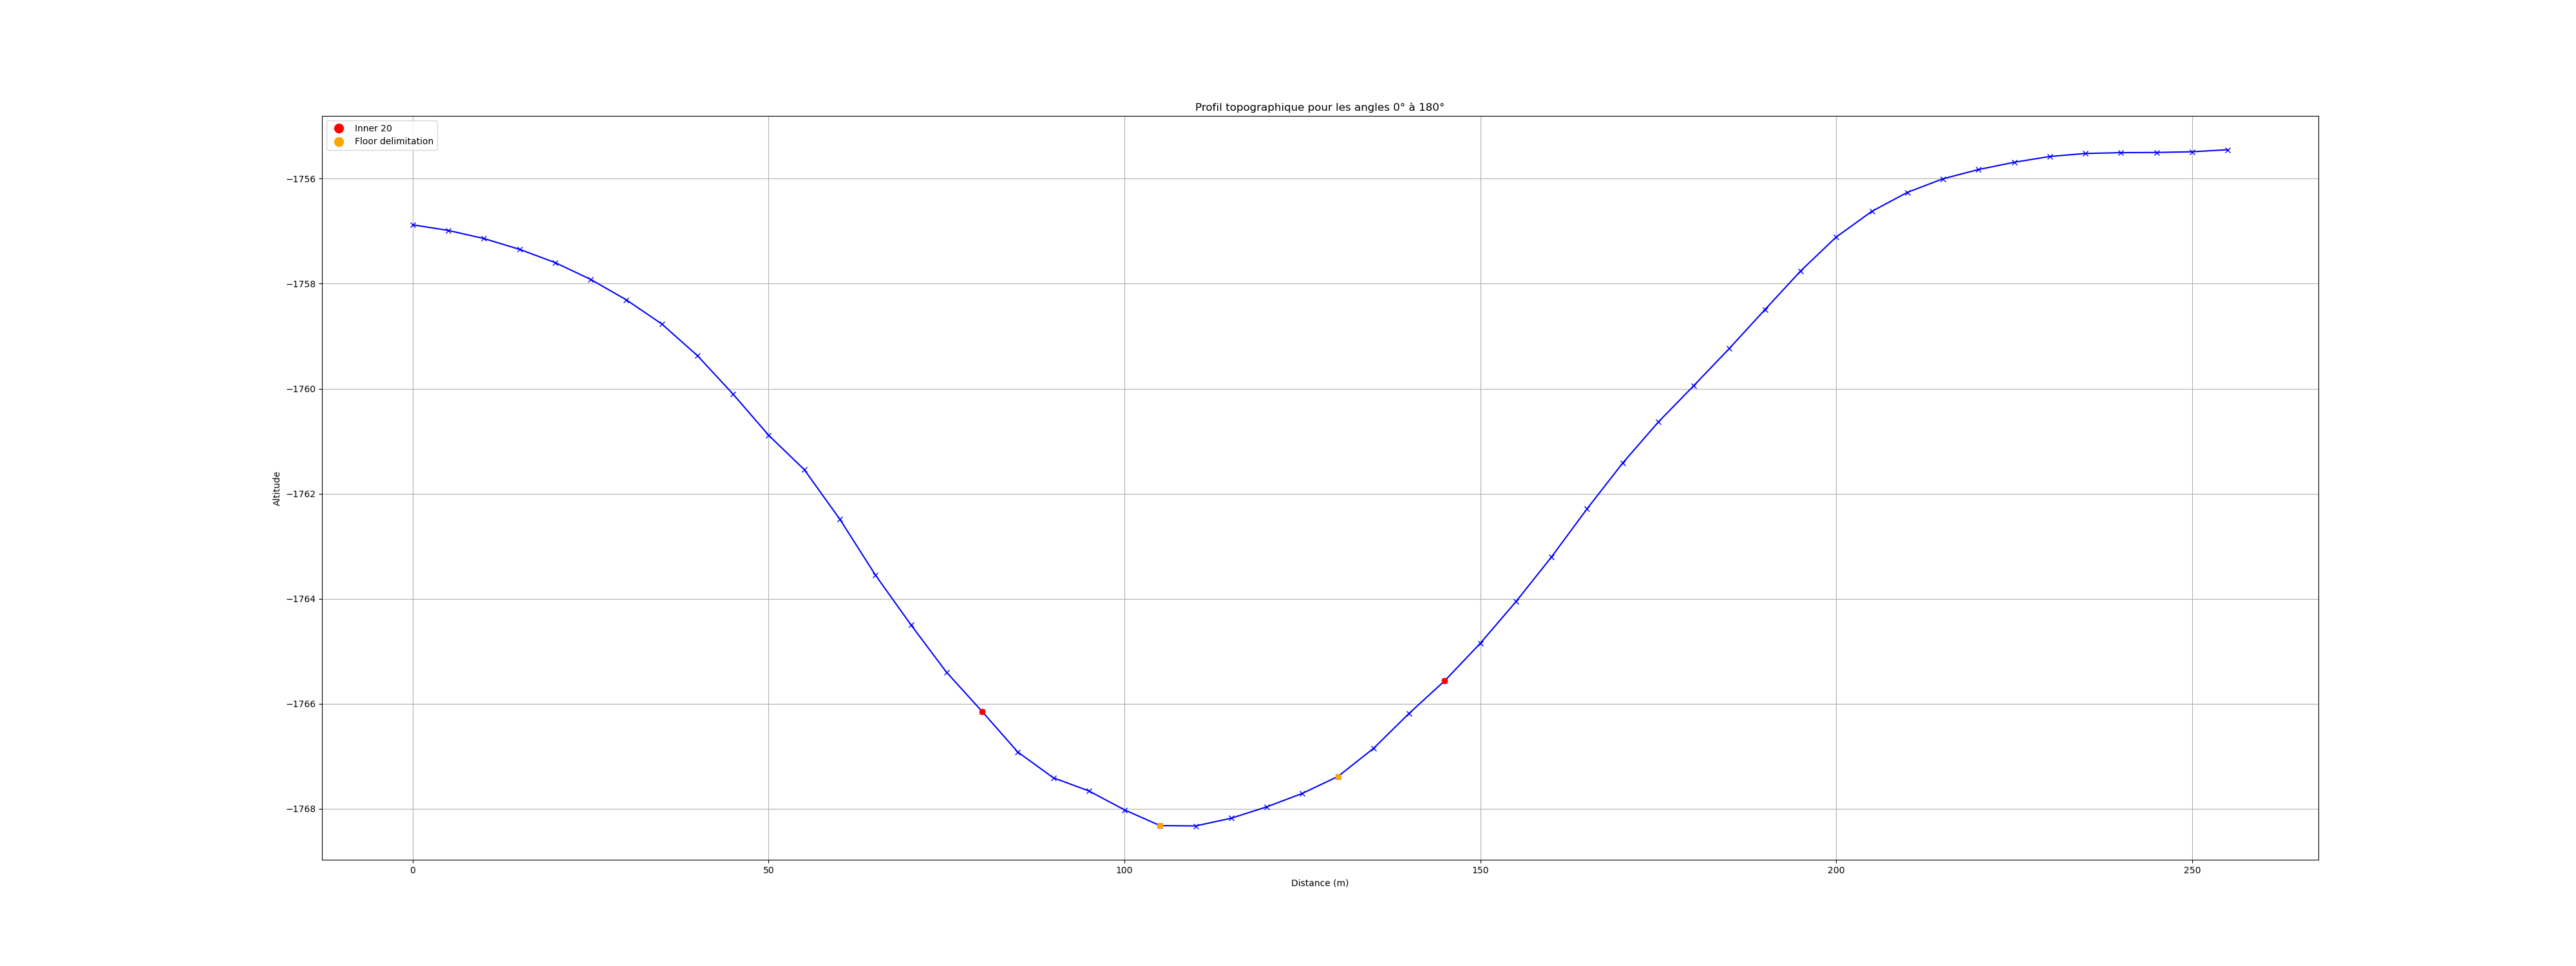 Profil topographique pour les angles 0° à 180°
Inner 20
Floor delimitation
−1756
−1758
−1760
−1762
−1764
−1766
−1768
Altitude
0 50 100 150 200 250
Distance (m)